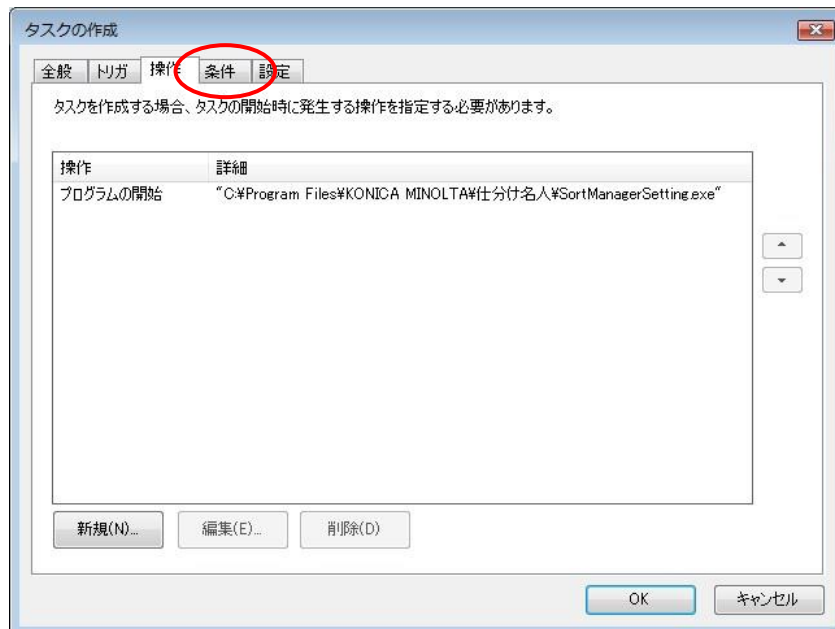 タスクの作成
全般 トリガ 操作 条件 設定
タスクを作成する場合、タスクの開始時に発生する操作を指定する必要があります。
操作 詳細
プログラムの開始 "C:¥Program Files¥KONICA MINOLTA¥仕分け名人¥SortManagerSetting.exe"
新規(N)... 編集(E)... 削除(D)
OK キャンセル